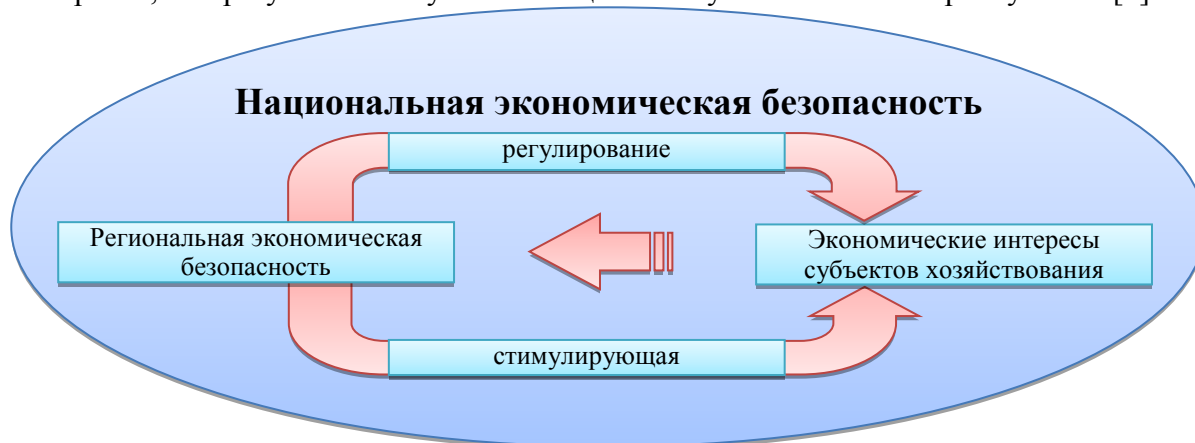 Национальная экономическая безопасность
регулирование
Региональная экономическая
безопасность
Экономические интересы
субъектов хозяйствования
стимулирующая